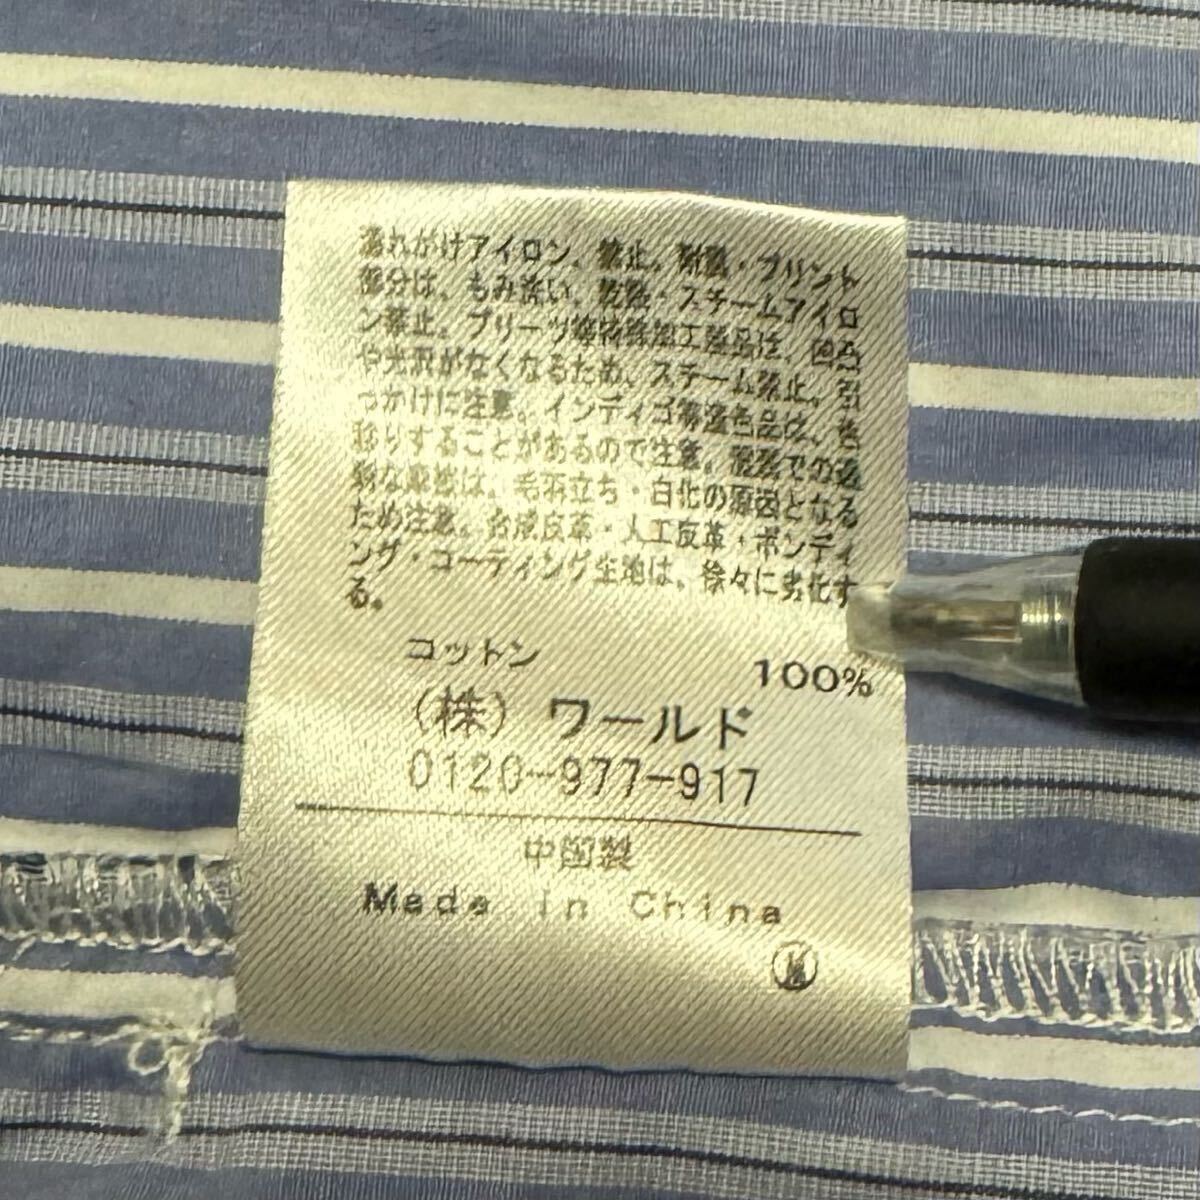 濡れがけアイロン、禁止。刺繍・プリント
部分は、もみ洗い、乾燥・スチームアイロ
ン禁止。プリーツ等特殊加工製品は、凹凸
や光沢がなくなるため、スチーム禁止。引
っかけに注意。インディゴ等濃色品は、色
移りすることがあるので注意。湿潤での過
剰な摩擦は、毛羽立ち・白化の原因となる
ため注意。合成皮革・人工皮革・ボンディ
ング・コーティング生地は、徐々に劣化す
る。
コットン 100%
(株) ワールド
0120-977-917
中国製
Made in China